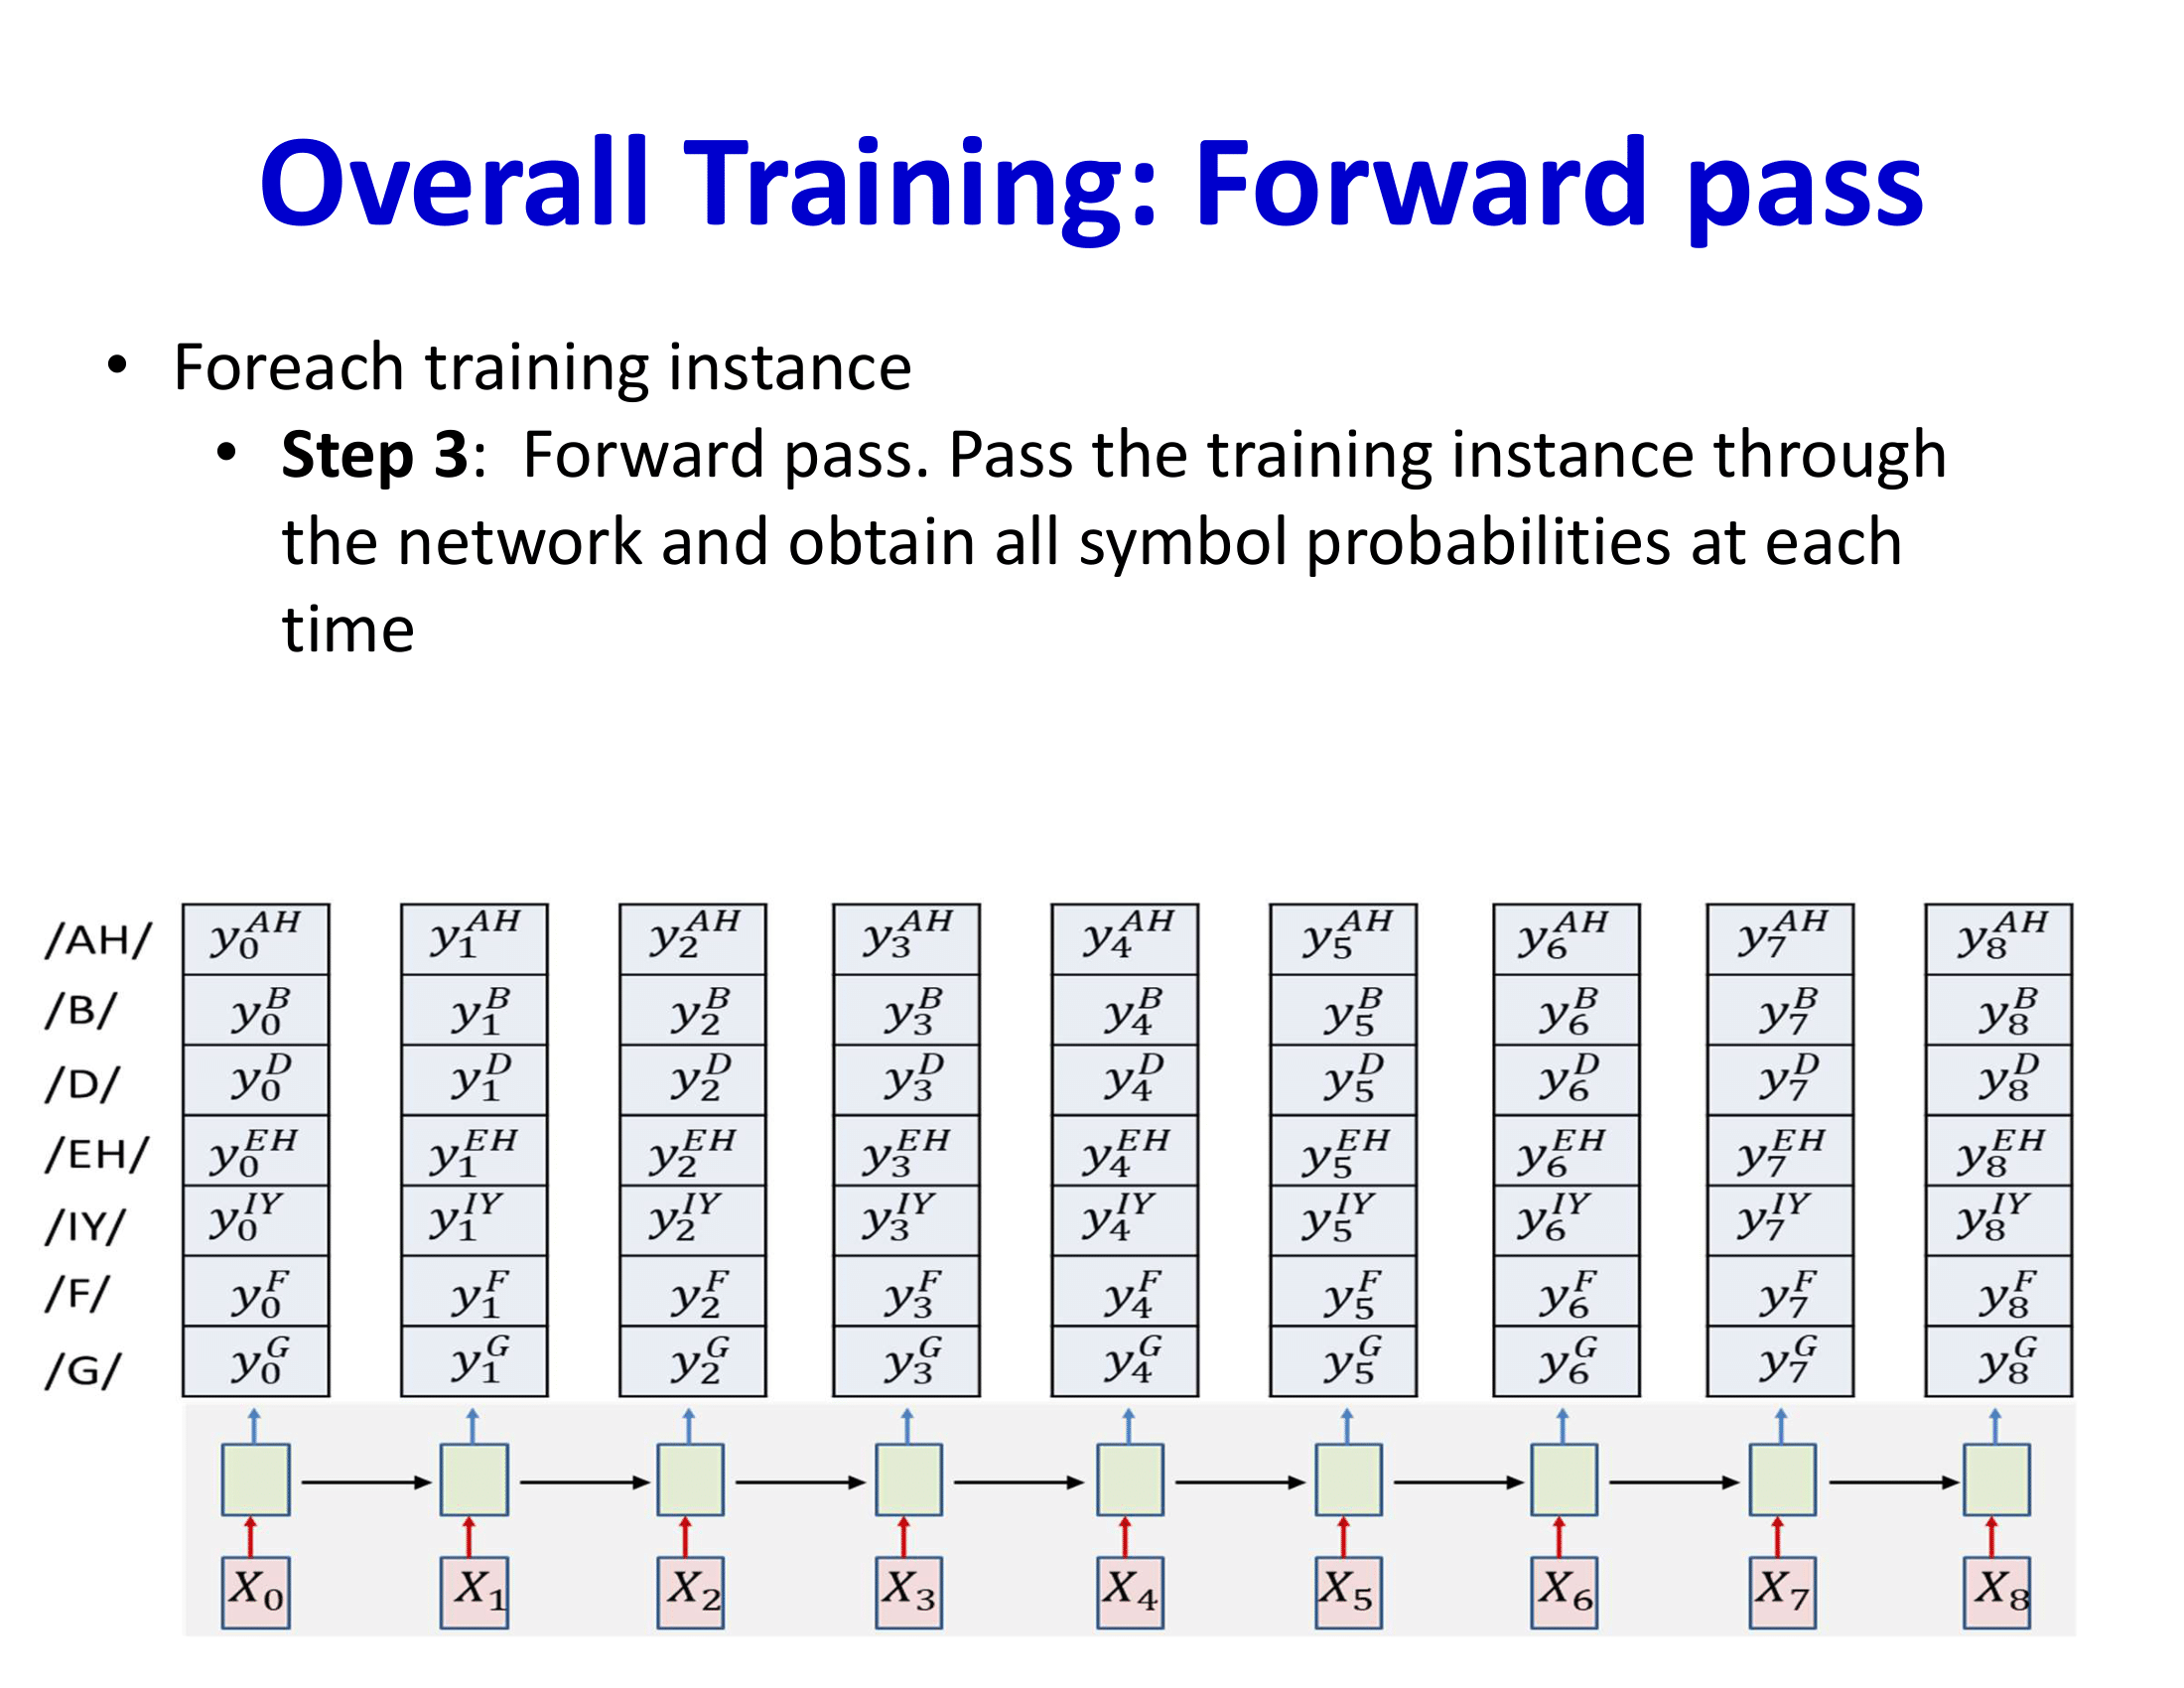 Overall Training: Forward pass
• Foreach training instance
• Step 3: Forward pass. Pass the training instance through
the network and obtain all symbol probabilities at each
time
/AH/ y_0^{AH} y_1^{AH} y_2^{AH} y_3^{AH} y_4^{AH} y_5^{AH} y_6^{AH} y_7^{AH} y_8^{AH}
/B/ y_0^B y_1^B y_2^B y_3^B y_4^B y_5^B y_6^B y_7^B y_8^B
/D/ y_0^D y_1^D y_2^D y_3^D y_4^D y_5^D y_6^D y_7^D y_8^D
/EH/ y_0^{EH} y_1^{EH} y_2^{EH} y_3^{EH} y_4^{EH} y_5^{EH} y_6^{EH} y_7^{EH} y_8^{EH}
/IY/ y_0^{IY} y_1^{IY} y_2^{IY} y_3^{IY} y_4^{IY} y_5^{IY} y_6^{IY} y_7^{IY} y_8^{IY}
/F/ y_0^F y_1^F y_2^F y_3^F y_4^F y_5^F y_6^F y_7^F y_8^F
/G/ y_0^G y_1^G y_2^G y_3^G y_4^G y_5^G y_6^G y_7^G y_8^G
X_0 X_1 X_2 X_3 X_4 X_5 X_6 X_7 X_8